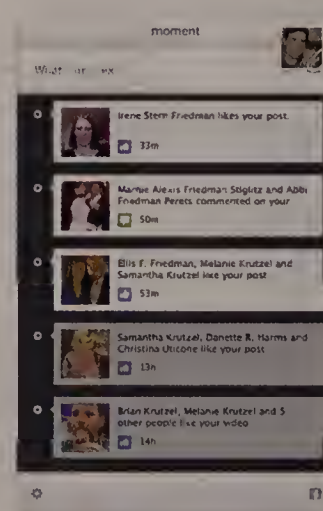 moment
What
Irene Stern Friedman likes your post.
33m
Marnie Alexis Friedman Stiglitz and Abbi
Friedman Perets commented on your
50m
Ellis F. Friedman, Melanie Krutzel and
Samantha Krutzel like your post
53m
Samantha Krutzel, Danette R. Harms and
Christina Uticone like your post
13h
Brian Krutzel, Melanie Krutzel and 5
other people like your video
14h